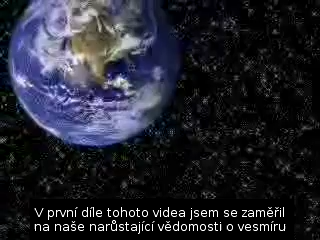 V první díle tohoto videa jsem se zaměřil
na naše narůstající vědomosti o vesmíru